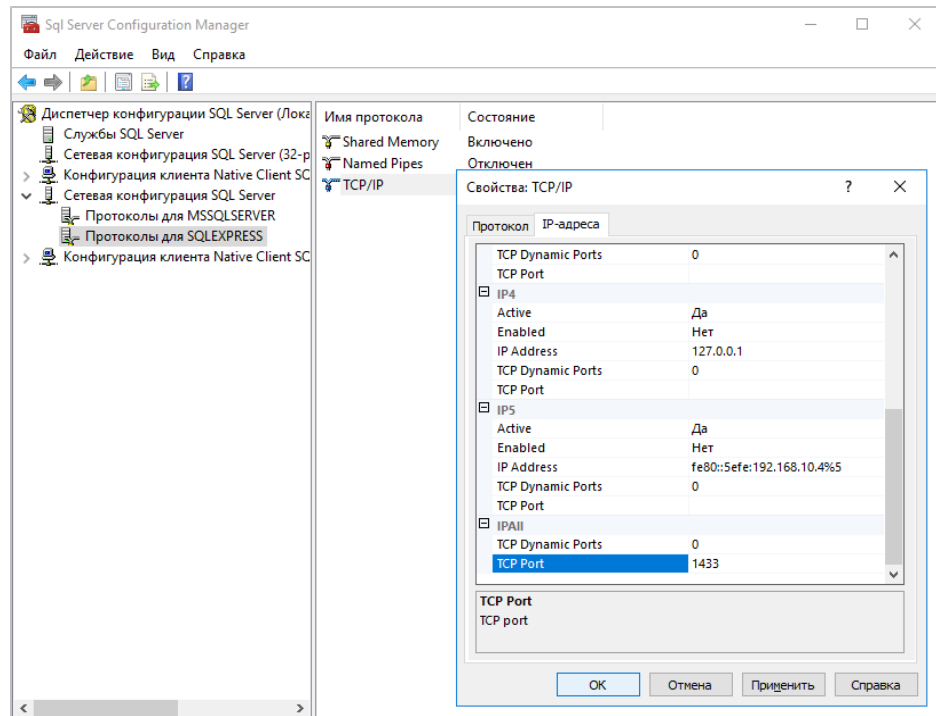 Sql Server Configuration Manager
Файл Действие Вид Справка
Диспетчер конфигурации SQL Server (Лока
Службы SQL Server
Сетевая конфигурация SQL Server (32-р
Конфигурация клиента Native Client SC
Сетевая конфигурация SQL Server
Протоколы для MSSQLSERVER
Протоколы для SQLEXPRESS
Конфигурация клиента Native Client SC
Имя протокола Состояние
Shared Memory Включено
Named Pipes Отключен
TCP/IP
Свойства: TCP/IP
Протокол IP-адреса
TCP Dynamic Ports 0
TCP Port
IP4
Active Да
Enabled Нет
IP Address 127.0.0.1
TCP Dynamic Ports 0
TCP Port
IP5
Active Да
Enabled Нет
IP Address fe80::5efe:192.168.10.4%5
TCP Dynamic Ports 0
TCP Port
IPAll
TCP Dynamic Ports 0
TCP Port 1433
TCP Port
TCP port
ОК Отмена Применить Справка